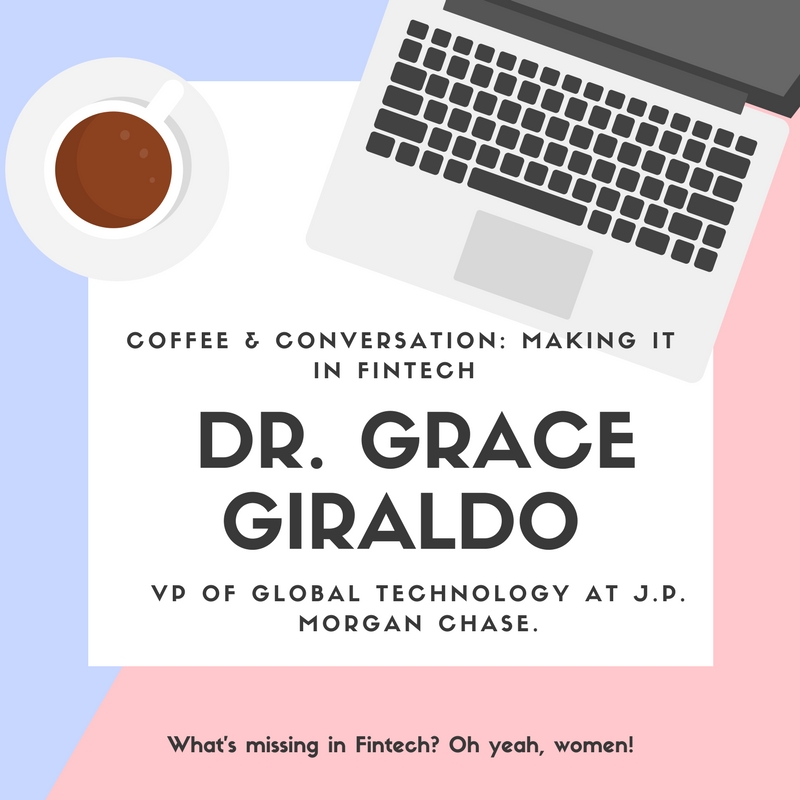 COFFEE & CONVERSATION: MAKING IT
IN FINTECH
DR. GRACE
GIRALDO
VP OF GLOBAL TECHNOLOGY AT J.P.
MORGAN CHASE.
What's missing in Fintech? Oh yeah, women!